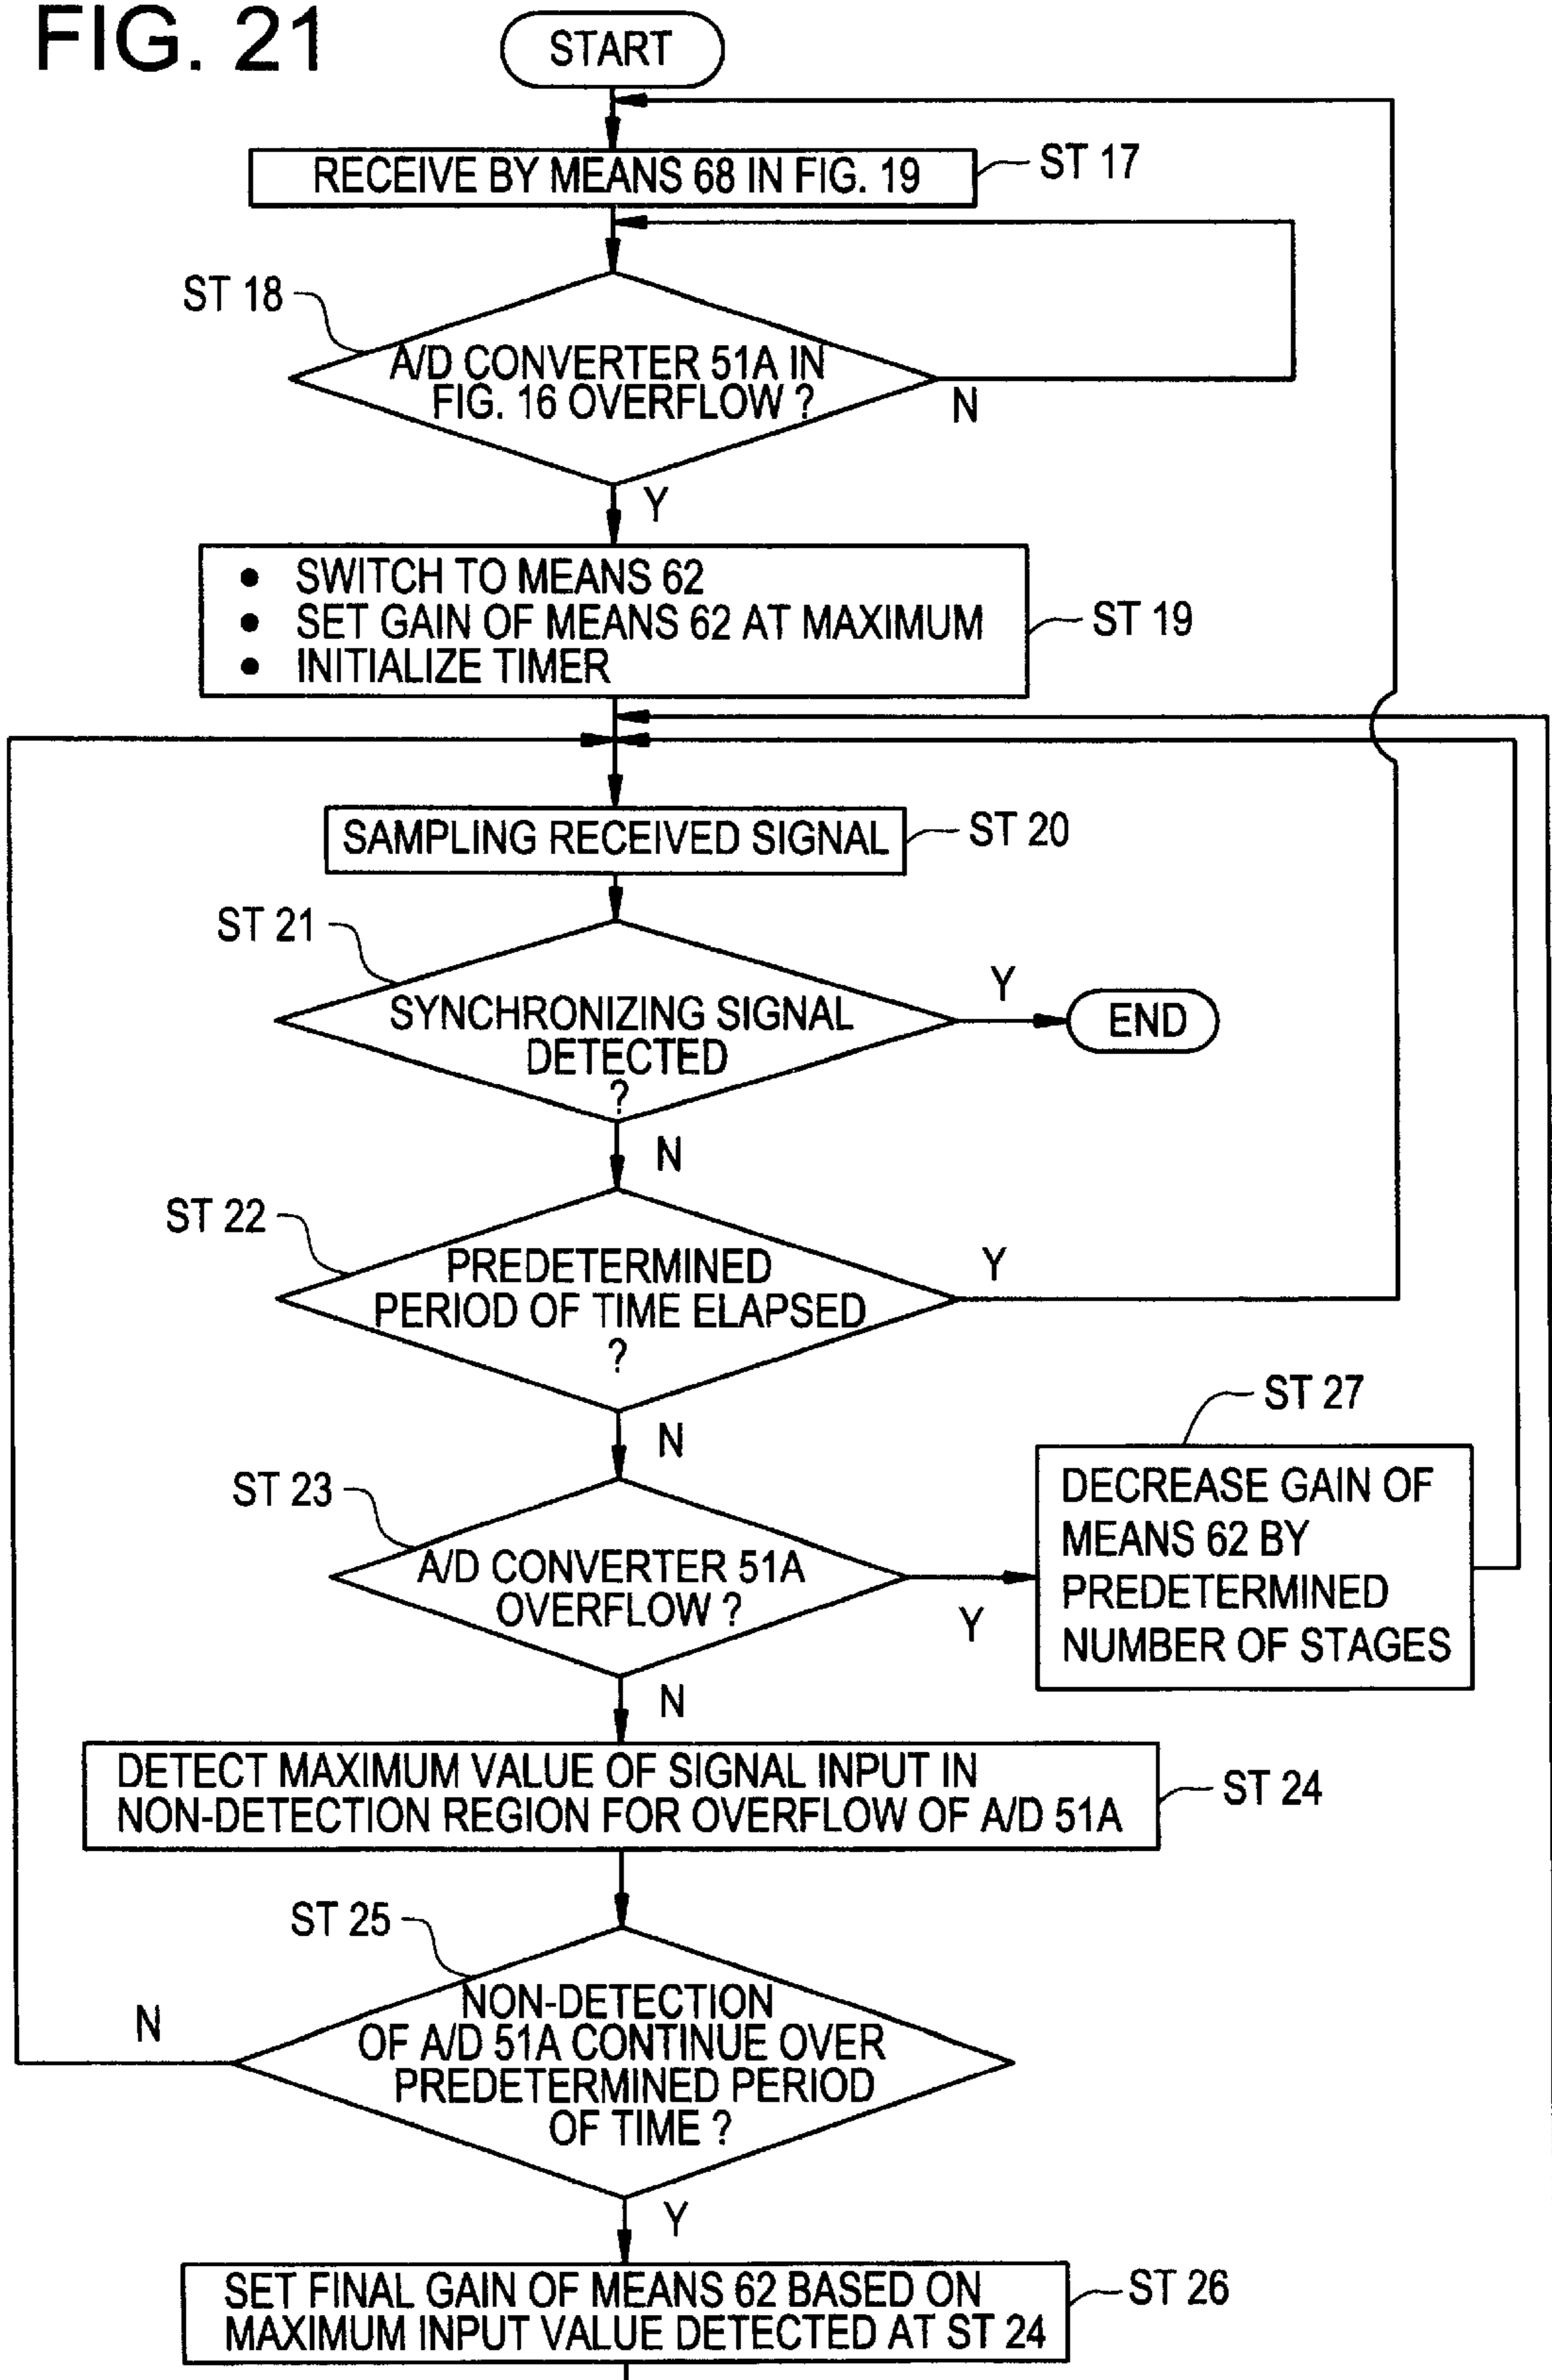 FIG. 21
START
RECEIVE BY MEANS 68 IN FIG. 19
ST 17
ST 18
A/D CONVERTER 51A IN
FIG. 16 OVERFLOW ?
N
Y
• SWITCH TO MEANS 62
• SET GAIN OF MEANS 62 AT MAXIMUM
• INITIALIZE TIMER
ST 19
SAMPLING RECEIVED SIGNAL
ST 20
ST 21
SYNCHRONIZING SIGNAL
DETECTED
?
Y
END
N
ST 22
PREDETERMINED
PERIOD OF TIME ELAPSED
?
Y
N
ST 23
A/D CONVERTER 51A
OVERFLOW ?
Y
ST 27
DECREASE GAIN OF
MEANS 62 BY
PREDETERMINED
NUMBER OF STAGES
N
DETECT MAXIMUM VALUE OF SIGNAL INPUT IN
NON-DETECTION REGION FOR OVERFLOW OF A/D 51A
ST 24
ST 25
NON-DETECTION
OF A/D 51A CONTINUE OVER
PREDETERMINED PERIOD
OF TIME ?
N
Y
SET FINAL GAIN OF MEANS 62 BASED ON
MAXIMUM INPUT VALUE DETECTED AT ST 24
ST 26